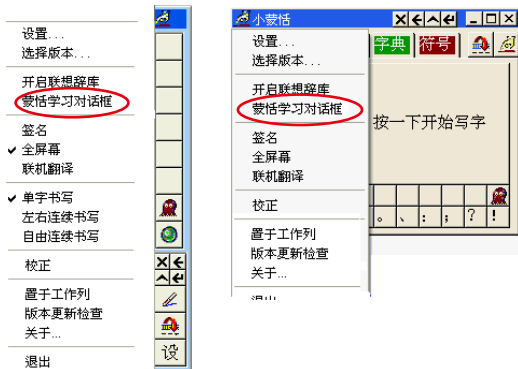 设置...
选择版本...
开启联想辞库
蒙恬学习对话框
签名
全屏幕
联机翻译
单字书写
左右连续书写
自由连续书写
校正
置于工作列
版本更新检查
关于...
退出
设
小蒙恬
设置...
选择版本...
开启联想辞库
蒙恬学习对话框
签名
全屏幕
联机翻译
校正
置于工作列
版本更新检查
关于...
退出
字典 符号
按一下开始写字
。 、 : ; ? !